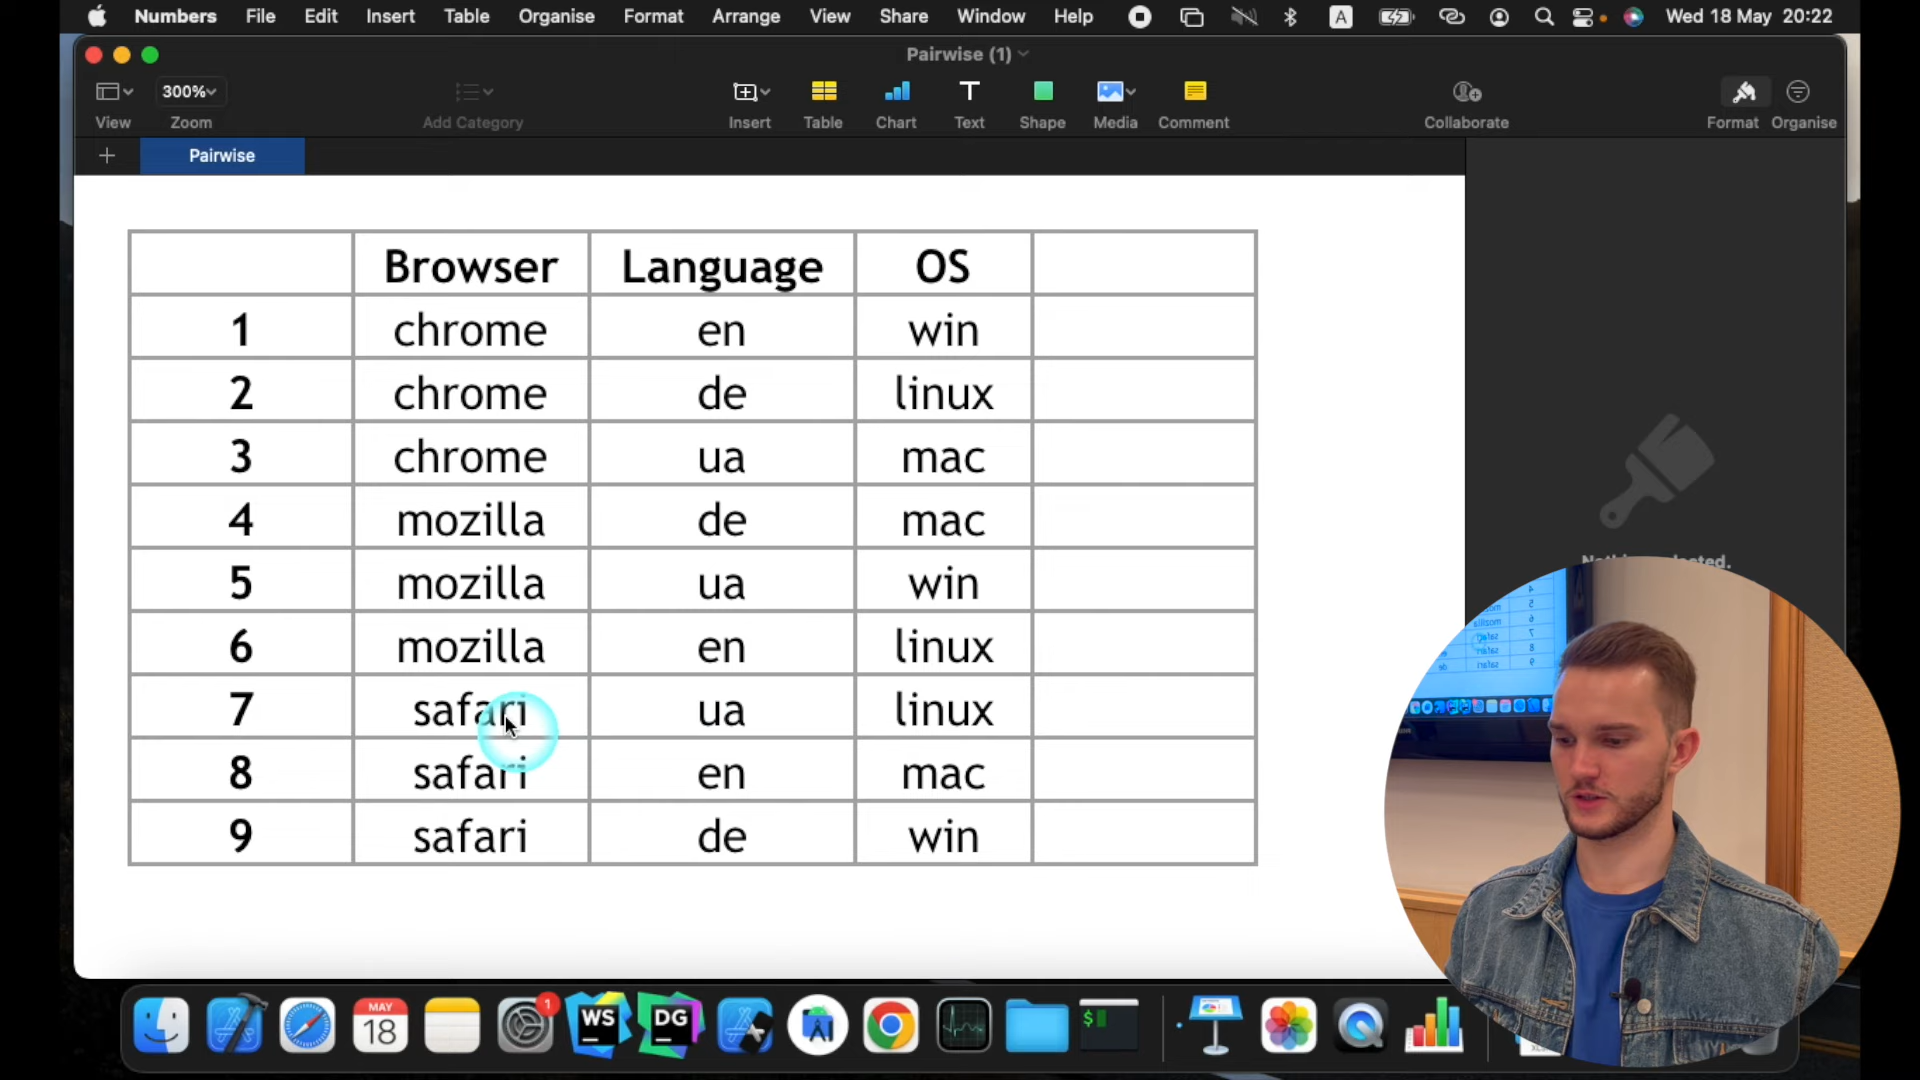 Numbers File Edit Insert Table Organise Format Arrange View Share Window Help A Wed 18 May 20:22
Pairwise (1)
300%
View Zoom Add Category Insert Table Chart Text Shape Media Comment Collaborate Format Organise
Pairwise
Browser Language OS
1 chrome en win
2 chrome de linux
3 chrome ua mac
4 mozilla de mac
5 mozilla ua win
6 mozilla en linux
7 safari ua linux
8 safari en mac
9 safari de win
MAY
18
1
WS
DG
$